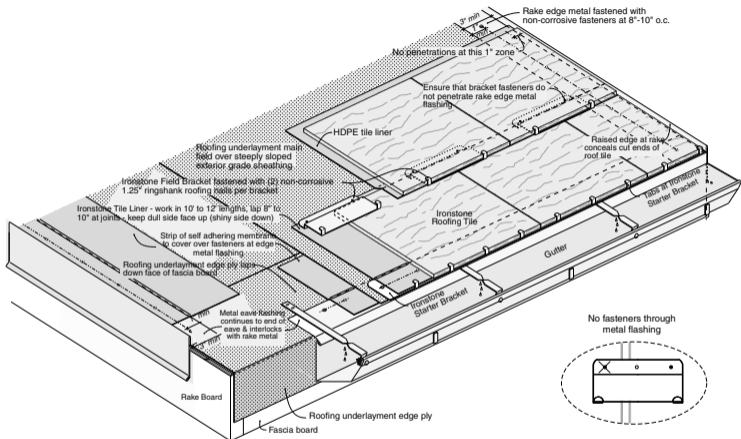 Rake edge metal fastened with
non-corrosive fasteners at 8"-10" o.c.
3" min
1"
min
No penetrations at this 1" zone
Ensure that bracket fasteners do
not penetrate rake edge metal
flashing
HDPE tile liner
Raised edge at rake
conceals cut ends of
roof tile
Roofing underlayment main
field over steeply sloped
exterior grade sheathing
Ironstone Field Bracket fastened with (2) non-corrosive
1.25" ringshank roofing nails per bracket
Tabs at Ironstone
Starter Bracket
Ironstone Tile Liner - work in 10' to 12' lengths, lap 8" to
10" at joints - keep dull side face up (shiny side down)
Ironstone
Roofing Tile
Strip of self adhering membrane
to cover over fasteners at edge
metal flashing
Gutter
Roofing underlayment edge ply laps
down face of fascia board
Ironstone
Starter Bracket
Metal eave flashing
continues to end of
eave & interlocks
with rake metal
min
3"
No fasteners through
metal flashing
Rake Board
Roofing underlayment edge ply
Fascia board